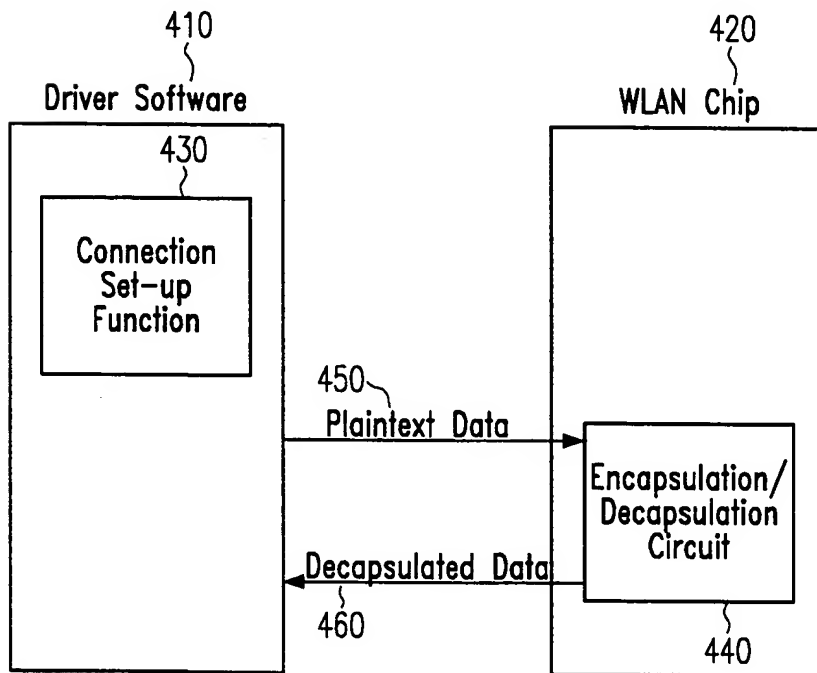 410
420
Driver Software
WLAN Chip
430
Connection
Set-up
Function
450
Plaintext Data
Encapsulation/
Decapsulation
Circuit
Decapsulated Data
460
440